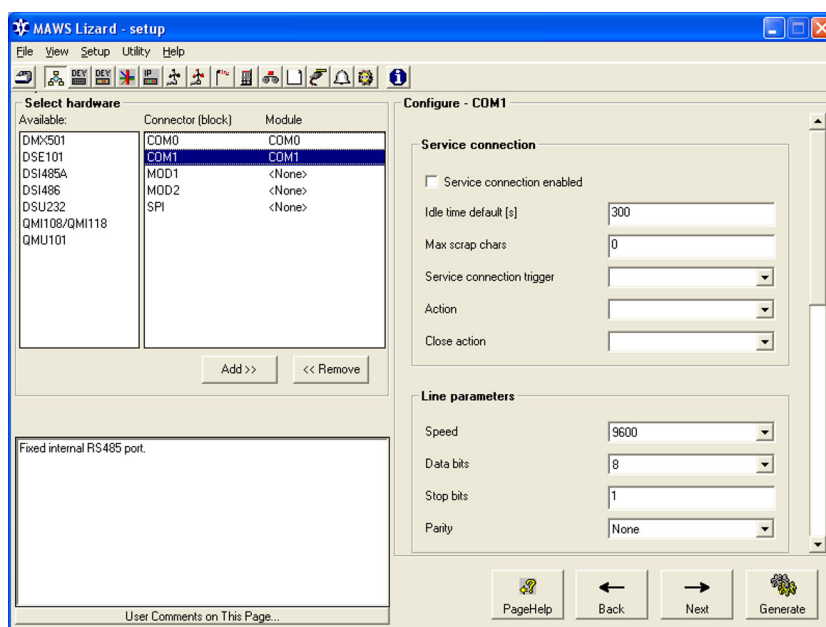 MAWS Lizard - setup
File View Setup Utility Help
DEV DEV IP
Select hardware
Available:
DMX501
DSE101
DSI485A
DSI486
DSU232
QMI108/QMI118
QMU101
Connector (block) Module
COM0 COM0
COM1 COM1
MOD1 <None>
MOD2 <None>
SPI <None>
Add >> << Remove
Fixed internal RS485 port.
User Comments on This Page...
Configure - COM1
Service connection
Service connection enabled
Idle time default [s] 300
Max scrap chars 0
Service connection trigger
Action
Close action
Line parameters
Speed 9600
Data bits 8
Stop bits 1
Parity None
PageHelp Back Next Generate